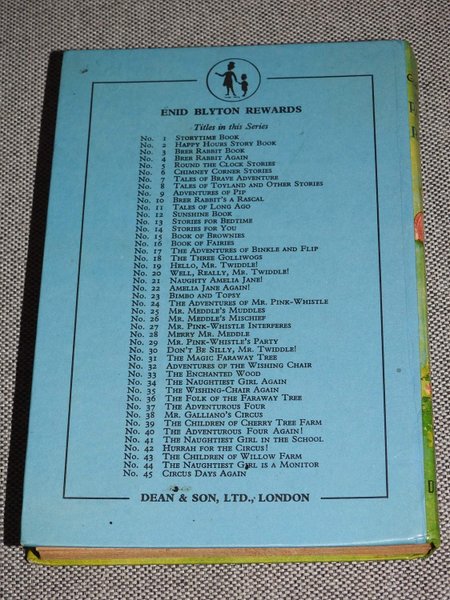 ENID BLYTON REWARDS
Titles in this Series
No. 1 STORYTIME BOOK
No. 2 HAPPY HOURS STORY BOOK
No. 3 BRER RABBIT BOOK
No. 4 BRER RABBIT AGAIN
No. 5 ROUND THE CLOCK STORIES
No. 6 CHIMNEY CORNER STORIES
No. 7 TALES OF BRAVE ADVENTURE
No. 8 TALES OF TOYLAND AND OTHER STORIES
No. 9 ADVENTURES OF PIP
No. 10 BRER RABBIT'S A RASCAL
No. 11 TALES OF LONG AGO
No. 12 SUNSHINE BOOK
No. 13 STORIES FOR BEDTIME
No. 14 STORIES FOR YOU
No. 15 BOOK OF BROWNIES
No. 16 BOOK OF FAIRIES
No. 17 THE ADVENTURES OF BINKLE AND FLIP
No. 18 THE THREE GOLLIWOGS
No. 19 HELLO, MR. TWIDDLE!
No. 20 WELL, REALLY, MR. TWIDDLE!
No. 21 NAUGHTY AMELIA JANE!
No. 22 AMELIA JANE AGAIN!
No. 23 BIMBO AND TOPSY
No. 24 THE ADVENTURES OF MR. PINK-WHISTLE
No. 25 MR. MEDDLE'S MUDDLES
No. 26 MR. MEDDLE'S MISCHIEF
No. 27 MR. PINK-WHISTLE INTERFERES
No. 28 MERRY MR. MEDDLE
No. 29 MR. PINK-WHISTLE'S PARTY
No. 30 DON'T BE SILLY, MR. TWIDDLE!
No. 31 THE MAGIC FARAWAY TREE
No. 32 ADVENTURES OF THE WISHING CHAIR
No. 33 THE ENCHANTED WOOD
No. 34 THE NAUGHTIEST GIRL AGAIN
No. 35 THE WISHING-CHAIR AGAIN
No. 36 THE FOLK OF THE FARAWAY TREE
No. 37 THE ADVENTUROUS FOUR
No. 38 MR. GALLIANO'S CIRCUS
No. 39 THE CHILDREN OF CHERRY TREE FARM
No. 40 THE ADVENTUROUS FOUR AGAIN!
No. 41 THE NAUGHTIEST GIRL IN THE SCHOOL
No. 42 HURRAH FOR THE CIRCUS!
No. 43 THE CHILDREN OF WILLOW FARM
No. 44 THE NAUGHTIEST GIRL IS A MONITOR
No. 45 CIRCUS DAYS AGAIN
DEAN & SON, LTD., LONDON